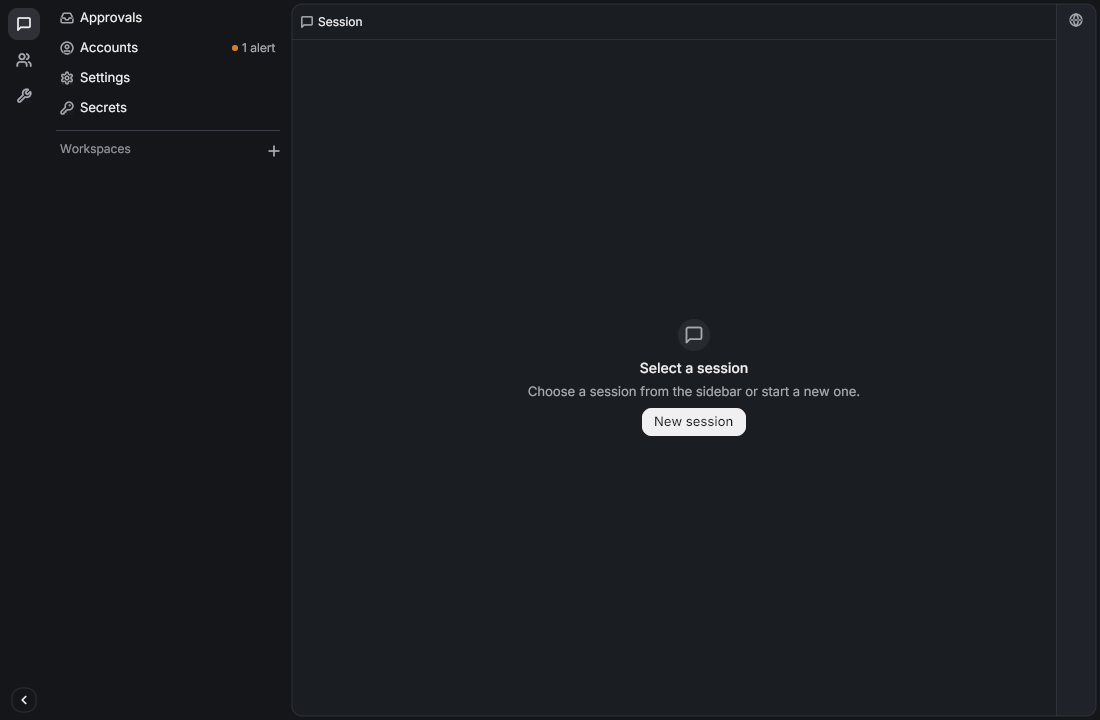 Approvals
Accounts
1 alert
Settings
Secrets
Workspaces
Session
Select a session
Choose a session from the sidebar or start a new one.
New session